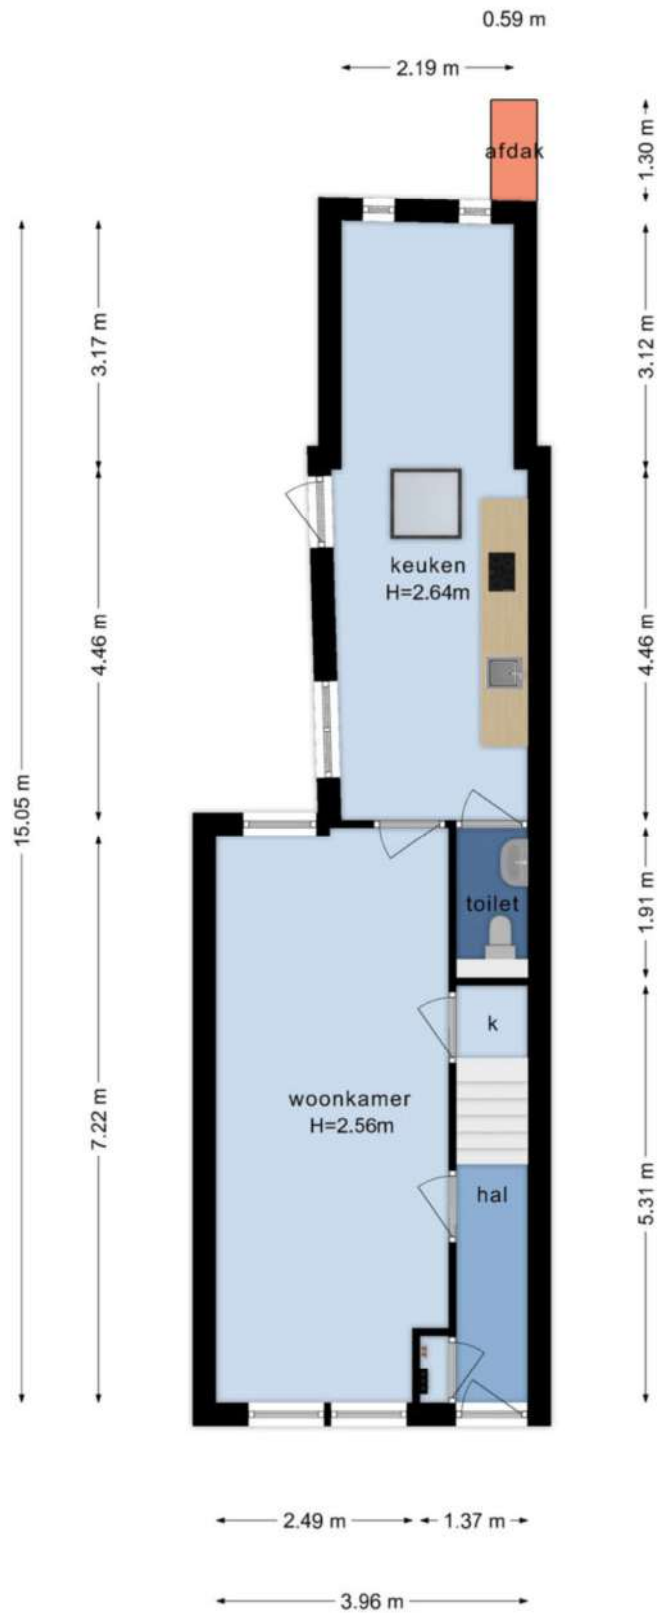 0.59 m
2.19 m
afdak
1.30 m
3.17 m
3.12 m
keuken
H=2.64m
4.46 m
4.46 m
15.05 m
toilet
1.91 m
k
woonkamer
H=2.56m
7.22 m
hal
5.31 m
2.49 m
1.37 m
3.96 m